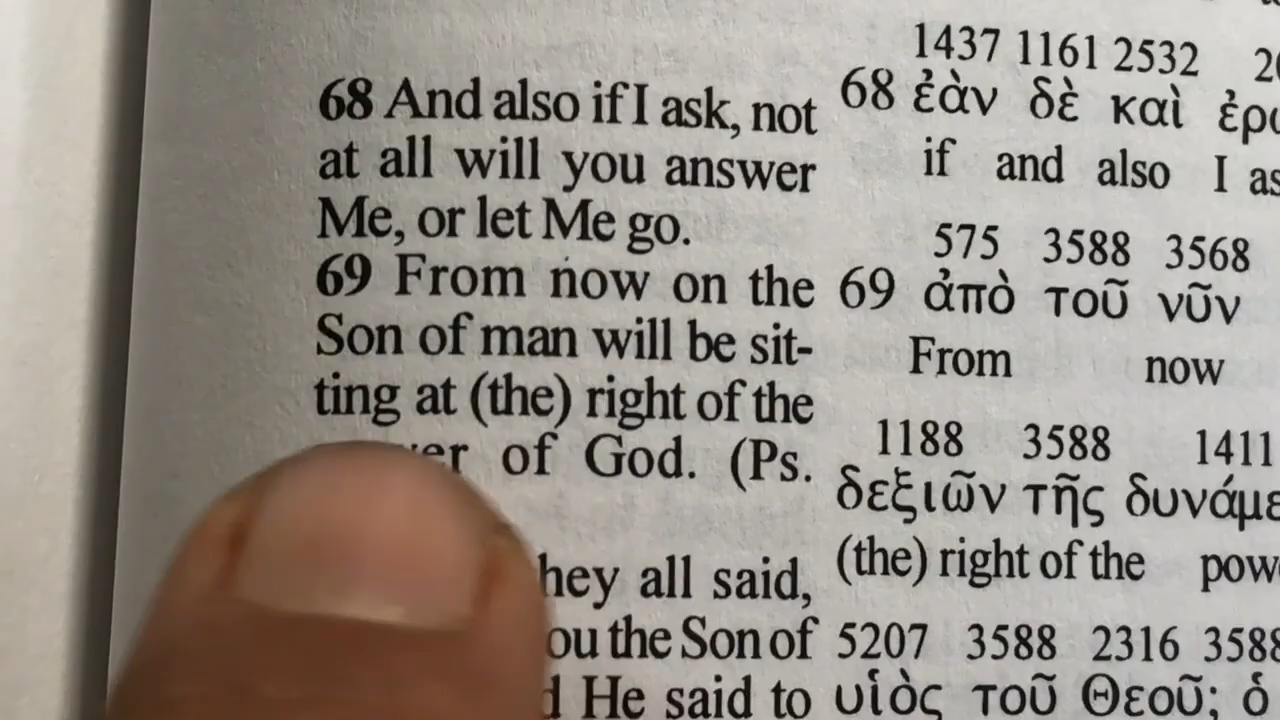 68 And also if I ask, not
at all will you answer
Me, or let Me go.
69 From now on the
Son of man will be sit-
ting at (the) right of the
of God. (Ps.
all said,
the Son of
He said to
1437 1161 2532
68 ἐὰν δὲ καὶ
if and also I
575 3588 3568
69 ἀπὸ τοῦ νῦν
From now
1188 3588 1411
δεξιῶν τῆς
(the) right of the
5207 3588 2316 3588
υἱὸς τοῦ Θεοῦ; ὁ